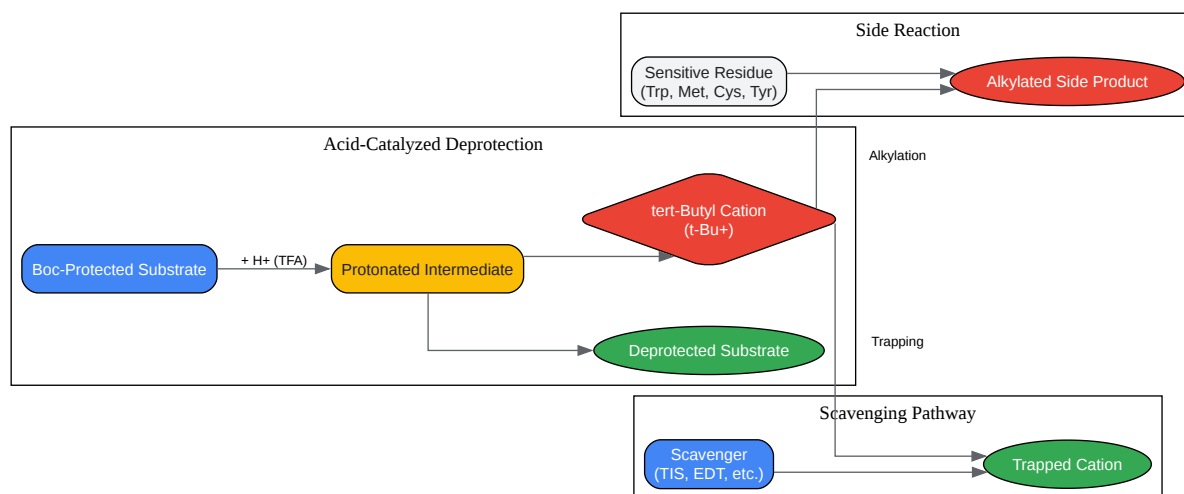 Side Reaction
Sensitive Residue
(Trp, Met, Cys, Tyr)
Alkylated Side Product
Acid-Catalyzed Deprotection
Alkylation
tert-Butyl Cation
(t-Bu+)
Boc-Protected Substrate
+ H+ (TFA)
Protonated Intermediate
Deprotected Substrate
Trapping
Scavenging Pathway
Scavenger
(TIS, EDT, etc.)
Trapped Cation